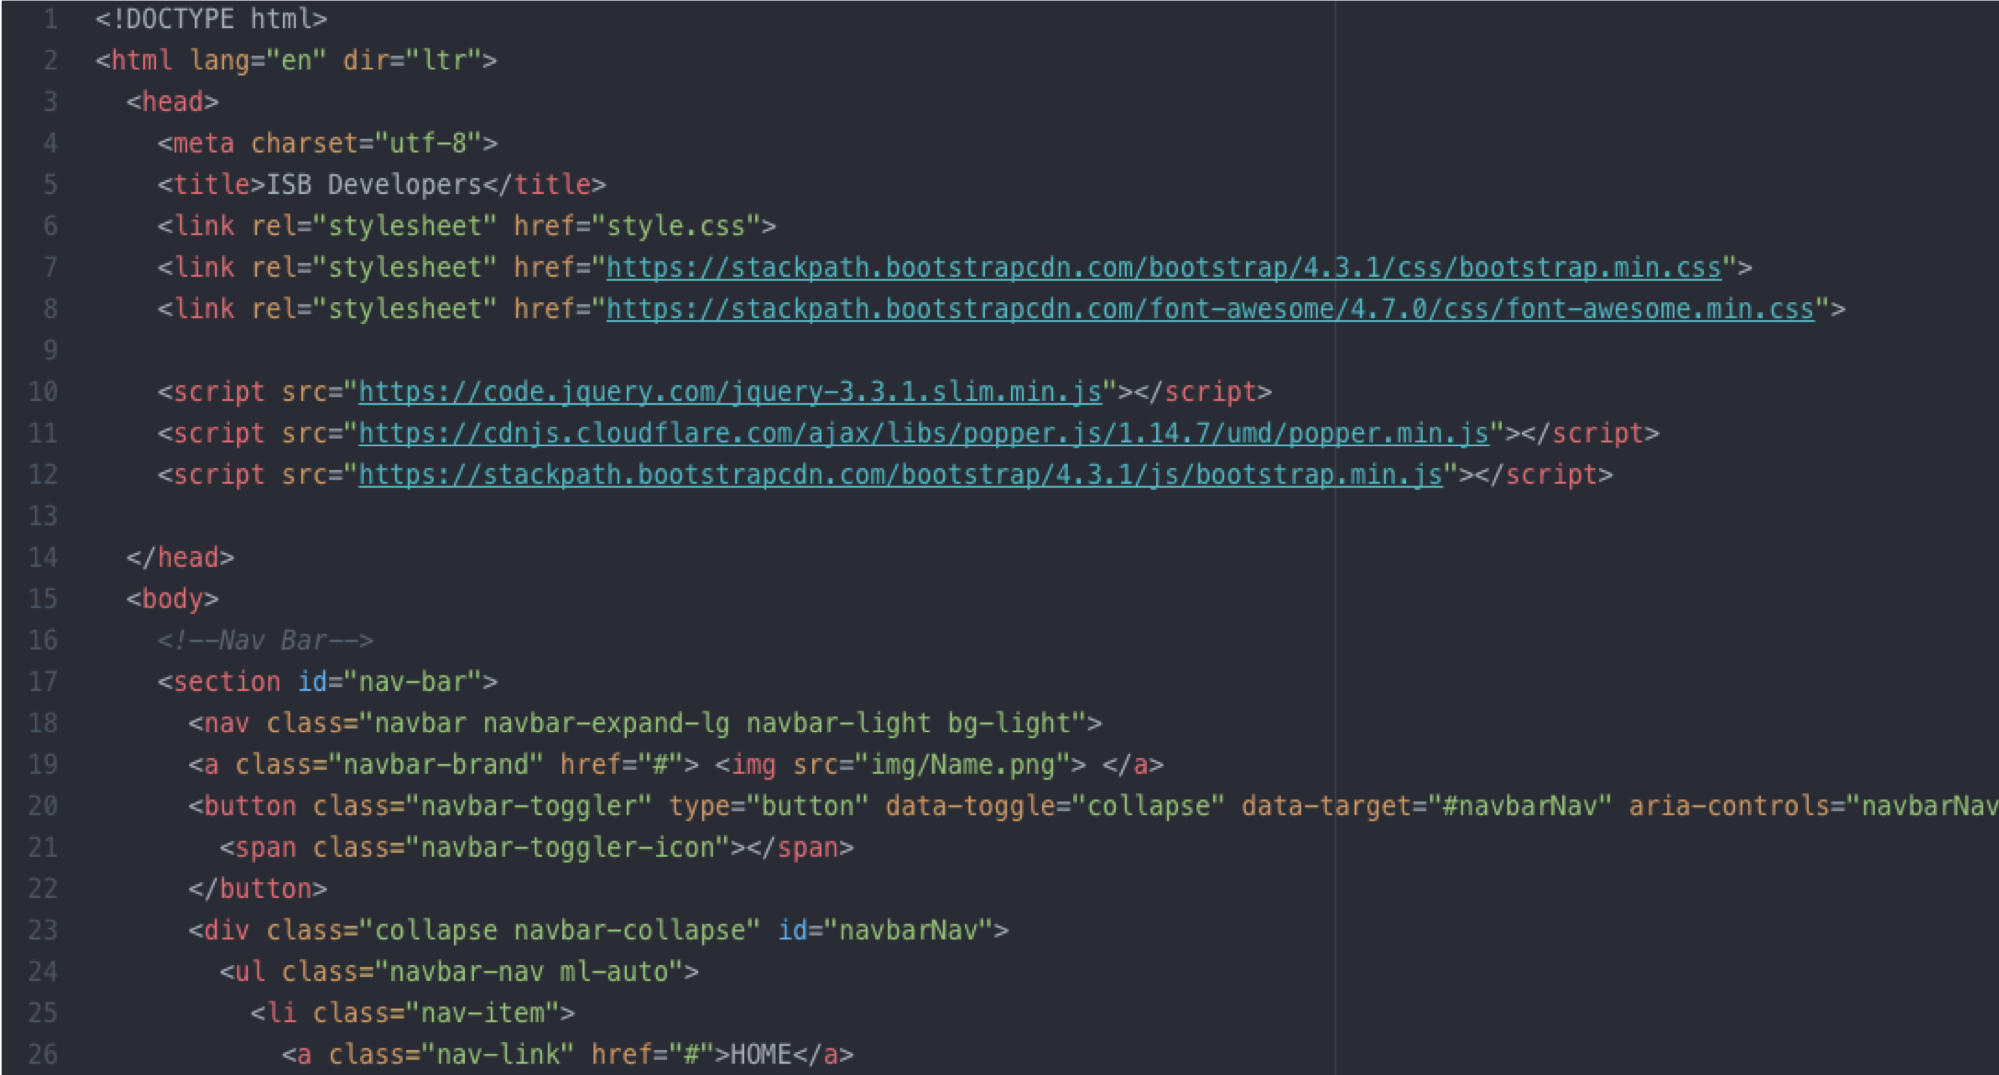 1 <!DOCTYPE html>
2 <html lang="en" dir="ltr">
3   <head>
4     <meta charset="utf-8">
5     <title>ISB Developers</title>
6     <link rel="stylesheet" href="style.css">
7     <link rel="stylesheet" href="https://stackpath.bootstrapcdn.com/bootstrap/4.3.1/css/bootstrap.min.css">
8     <link rel="stylesheet" href="https://stackpath.bootstrapcdn.com/font-awesome/4.7.0/css/font-awesome.min.css">
9
10     <script src="https://code.jquery.com/jquery-3.3.1.slim.min.js"></script>
11     <script src="https://cdnjs.cloudflare.com/ajax/libs/popper.js/1.14.7/umd/popper.min.js"></script>
12     <script src="https://stackpath.bootstrapcdn.com/bootstrap/4.3.1/js/bootstrap.min.js"></script>
13
14   </head>
15   <body>
16     <!--Nav Bar-->
17     <section id="nav-bar">
18       <nav class="navbar navbar-expand-lg navbar-light bg-light">
19       <a class="navbar-brand" href="#"> <img src="img/Name.png"> </a>
20       <button class="navbar-toggler" type="button" data-toggle="collapse" data-target="#navbarNav" aria-controls="navbarNav
21         <span class="navbar-toggler-icon"></span>
22       </button>
23       <div class="collapse navbar-collapse" id="navbarNav">
24         <ul class="navbar-nav ml-auto">
25           <li class="nav-item">
26             <a class="nav-link" href="#">HOME</a>